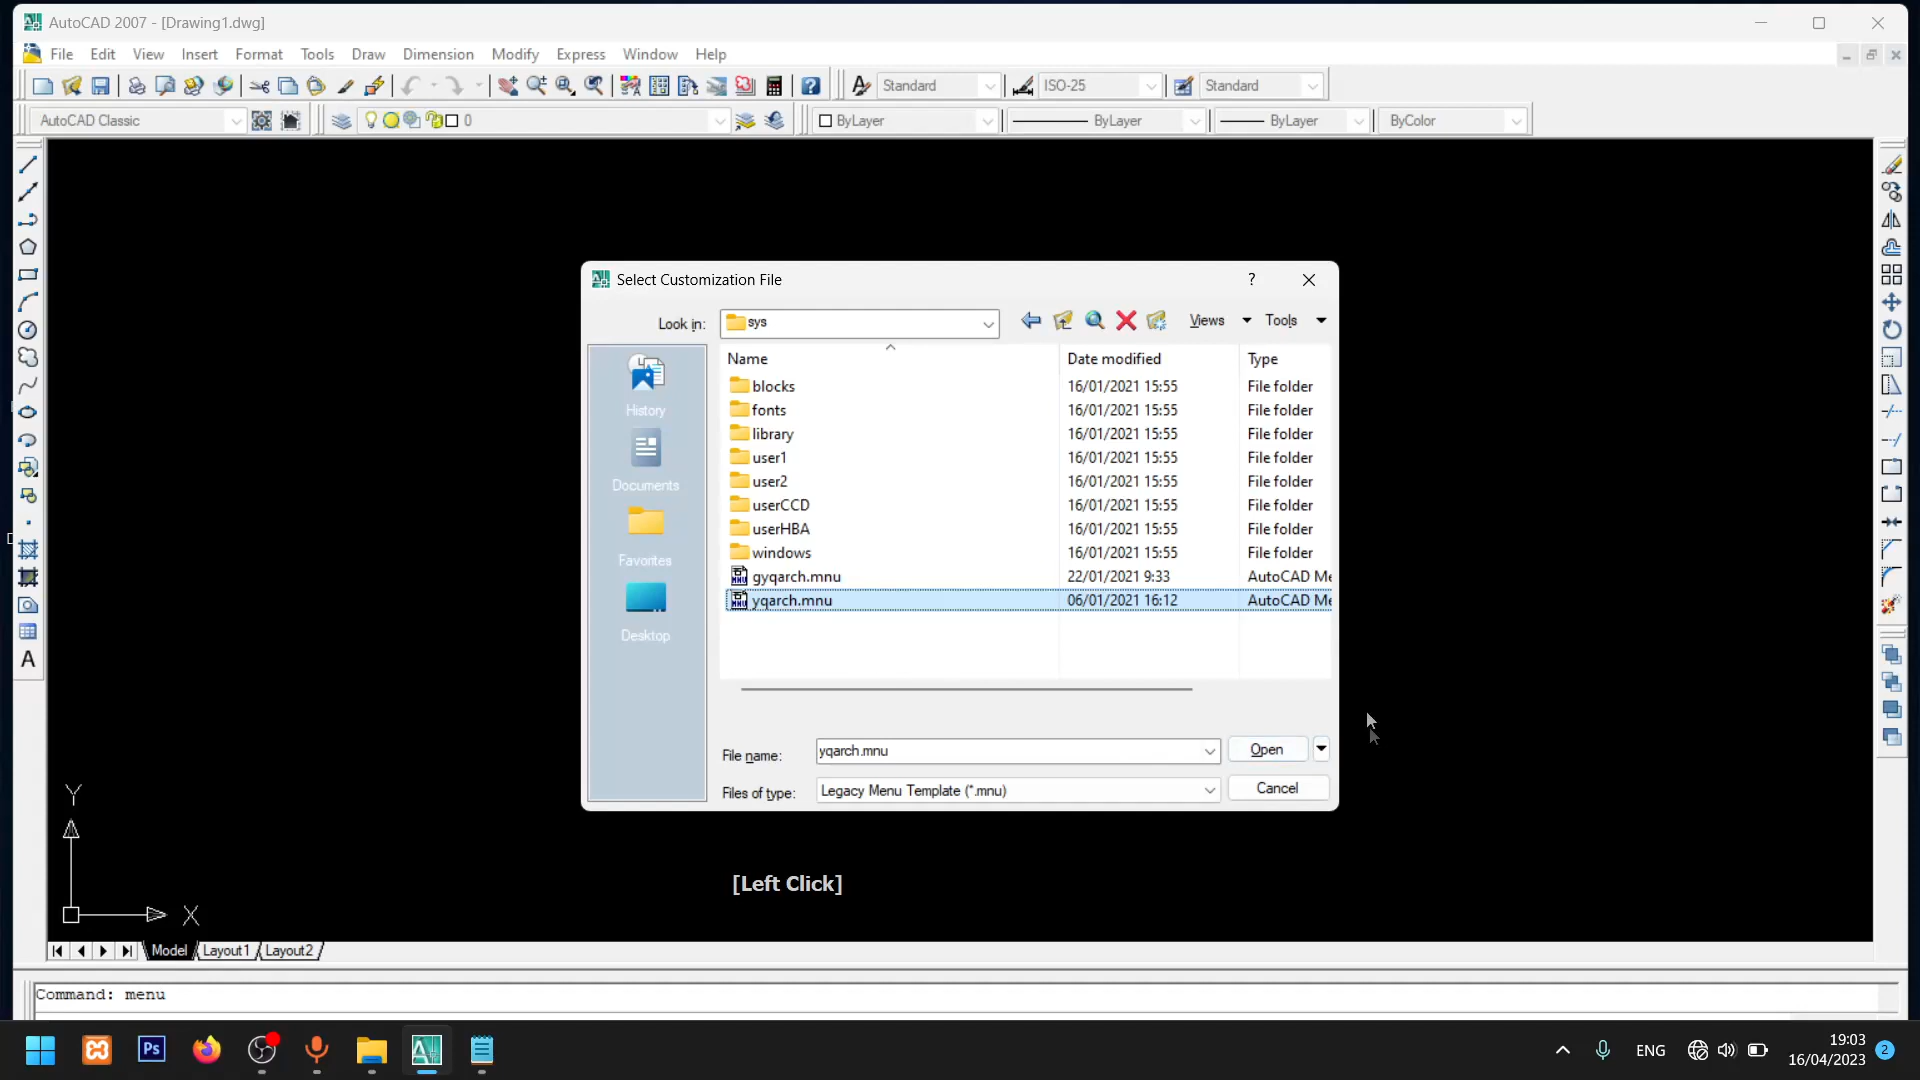 AutoCAD 2007 - [Drawing1.dwg]
File Edit View Insert Format Tools Draw Dimension Modify Express Window Help
Standard ISO-25 Standard
AutoCAD Classic 0 ByLayer ByLayer ByLayer ByColor
Select Customization File ?
Look in: sys Views Tools
Name Date modified Type
blocks 16/01/2021 15:55 File folder
fonts 16/01/2021 15:55 File folder
library 16/01/2021 15:55 File folder
user1 16/01/2021 15:55 File folder
user2 16/01/2021 15:55 File folder
userCCD 16/01/2021 15:55 File folder
userHBA 16/01/2021 15:55 File folder
windows 16/01/2021 15:55 File folder
gyqarch.mnu 22/01/2021 9:33 AutoCAD Me
yqarch.mnu 06/01/2021 16:12 AutoCAD Me
History
Documents
Favorites
Desktop
File name: yqarch.mnu Open
Files of type: Legacy Menu Template (*.mnu) Cancel
A
Y
X
[Left Click]
Model Layout1 Layout2
Command: menu
Ps
ENG
19:03
16/04/2023
2